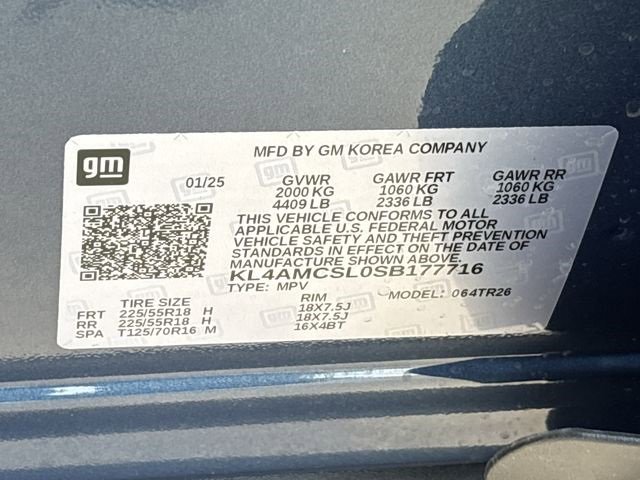 gm
MFD BY GM KOREA COMPANY
01/25 GVWR GAWR FRT GAWR RR
2000 KG 1060 KG 1060 KG
4409 LB 2336 LB 2336 LB
THIS VEHICLE CONFORMS TO ALL
APPLICABLE U.S. FEDERAL MOTOR
VEHICLE SAFETY AND THEFT PREVENTION
STANDARDS IN EFFECT ON THE DATE OF
MANUFACTURE SHOWN ABOVE.
KL4AMCSL0SB177716
TYPE: MPV MODEL: 064TR26
TIRE SIZE RIM
FRT 225/55R18 H 18X7.5J
RR 225/55R18 H 18X7.5J
SPA T125/70R16 M 16X4BT